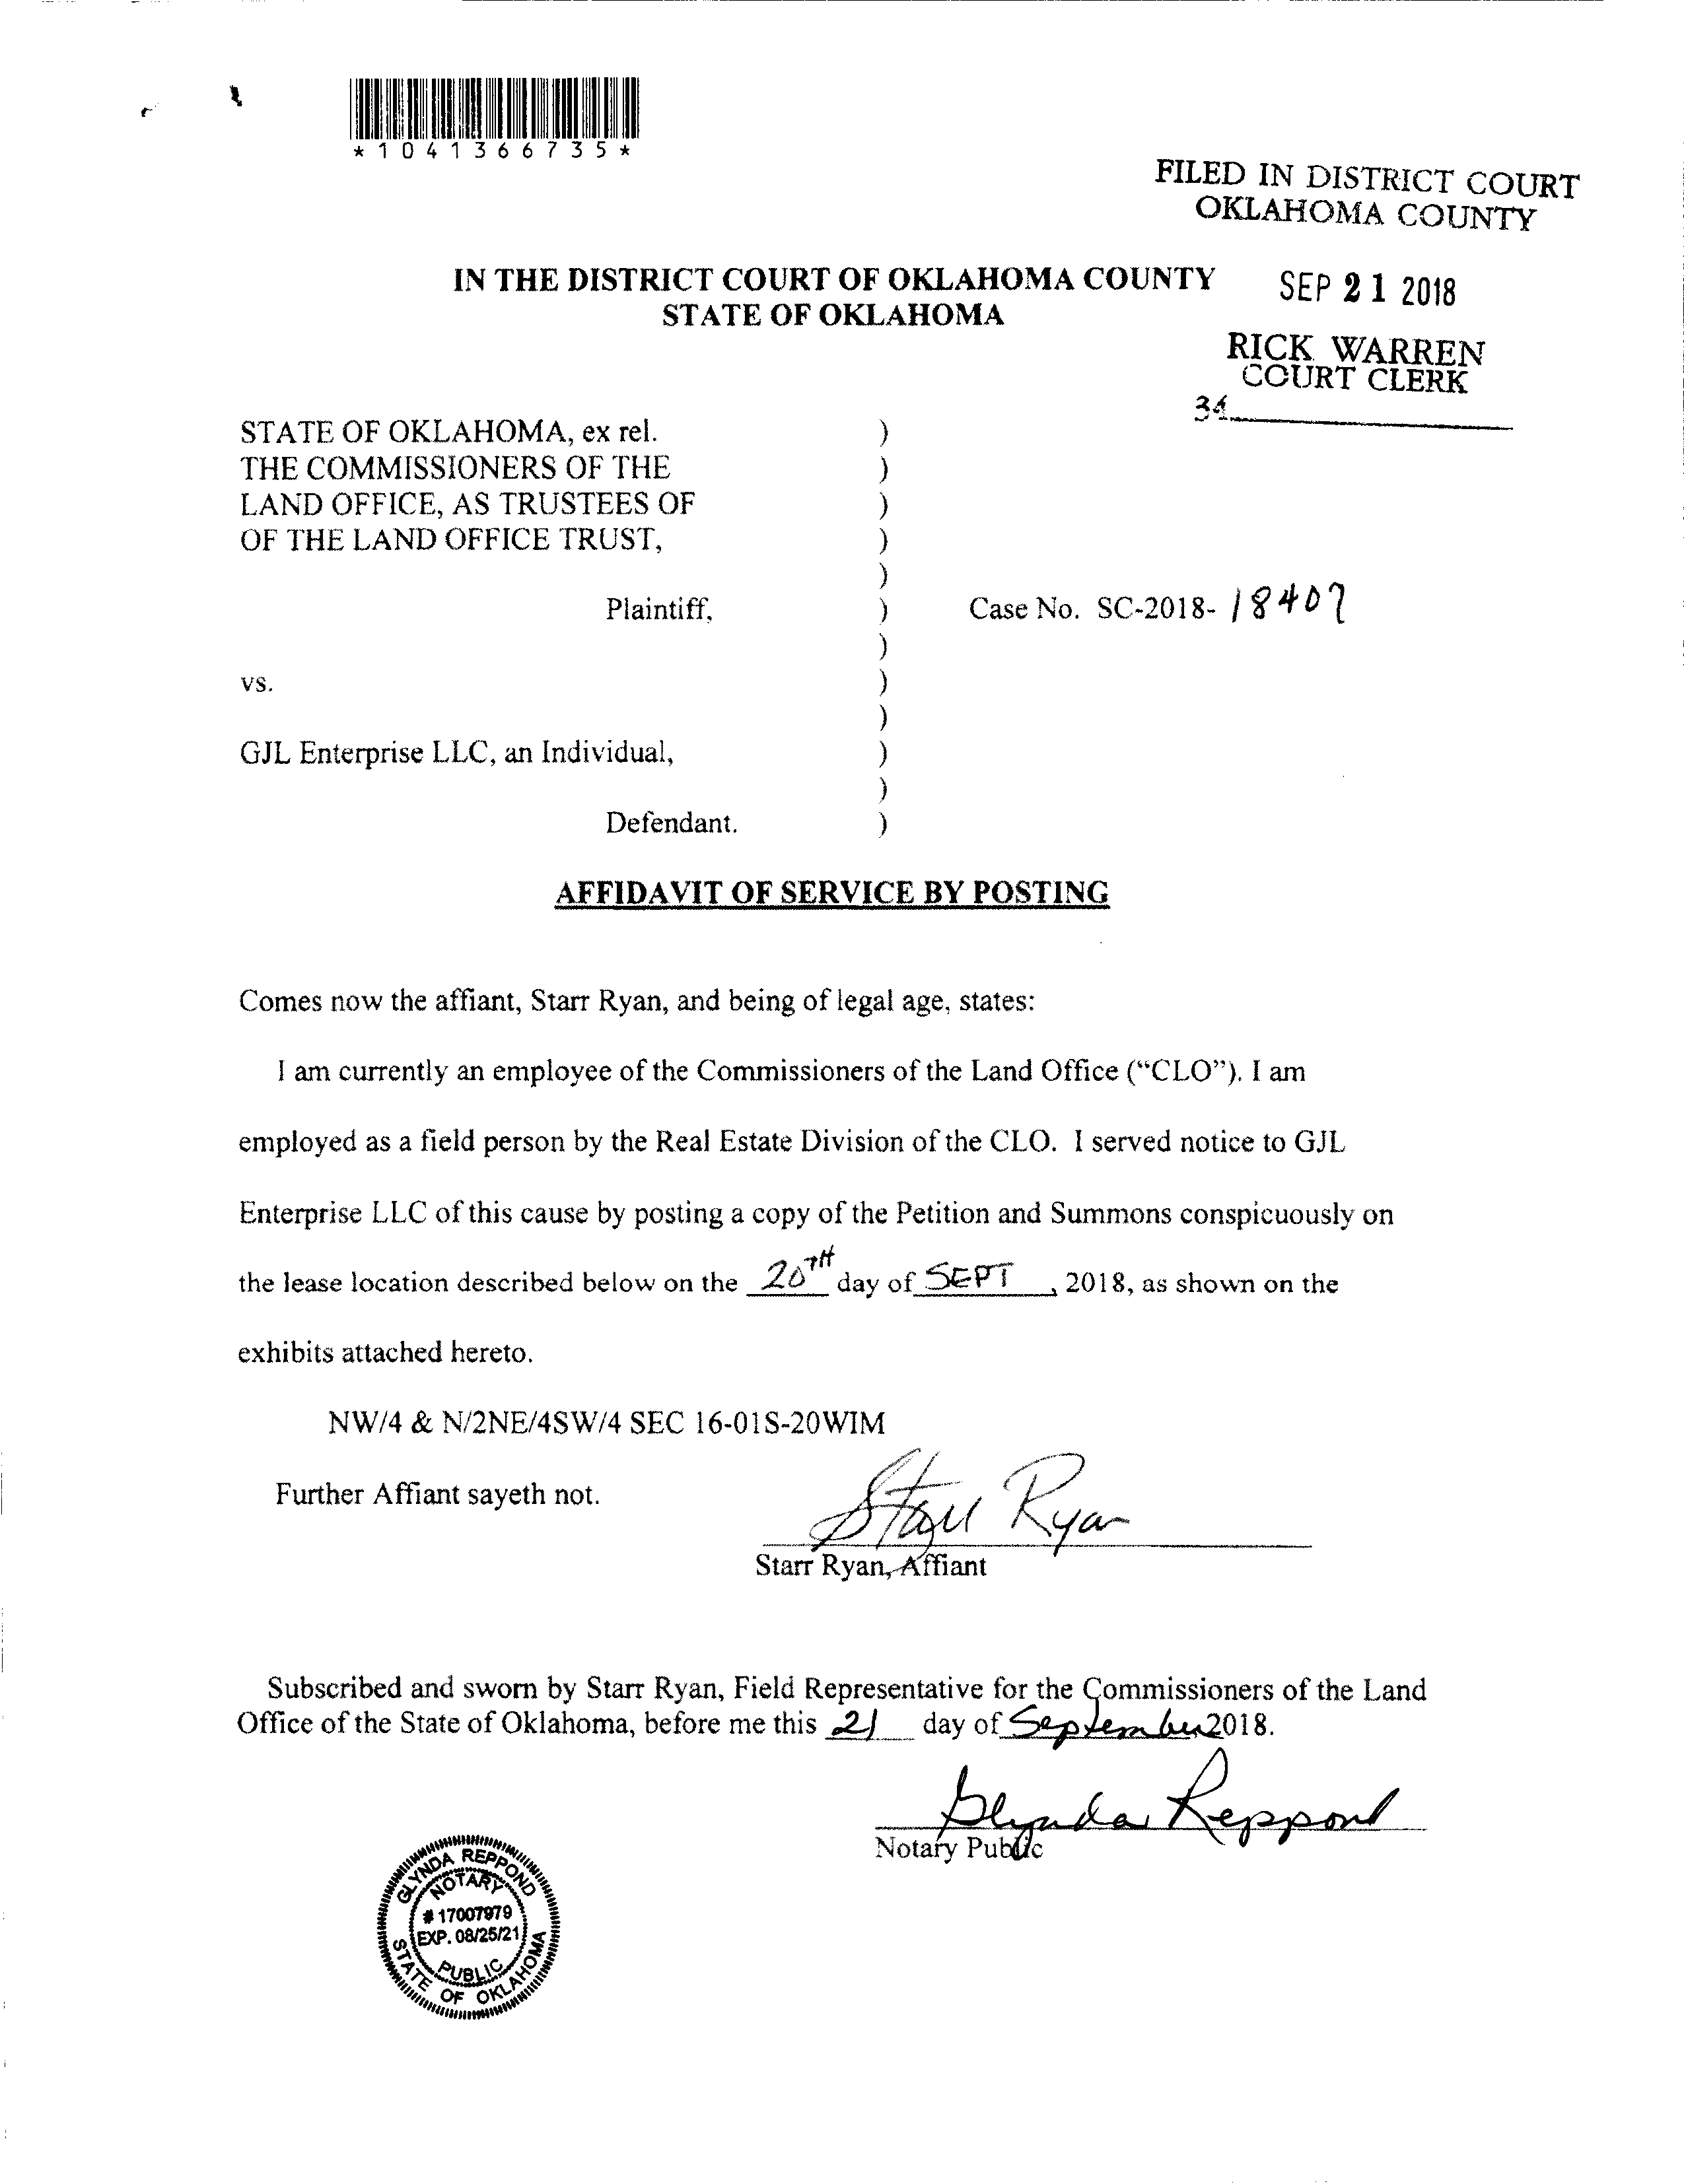 *1041366735*
FILED IN DISTRICT COURT
OKLAHOMA COUNTY
IN THE DISTRICT COURT OF OKLAHOMA COUNTY
STATE OF OKLAHOMA
SEP 21 2018
RICK WARREN
COURT CLERK
34
STATE OF OKLAHOMA, ex rel. )
THE COMMISSIONERS OF THE )
LAND OFFICE, AS TRUSTEES OF )
OF THE LAND OFFICE TRUST, )
)
Plaintiff, ) Case No. SC-2018- 18407
)
vs. )
)
GJL Enterprise LLC, an Individual, )
)
Defendant. )
AFFIDAVIT OF SERVICE BY POSTING
Comes now the affiant, Starr Ryan, and being of legal age, states:
I am currently an employee of the Commissioners of the Land Office (“CLO”). I am
employed as a field person by the Real Estate Division of the CLO. I served notice to GJL
Enterprise LLC of this cause by posting a copy of the Petition and Summons conspicuously on
the lease location described below on the 20TH day of SEPT, 2018, as shown on the
exhibits attached hereto.
NW/4 & N/2NE/4SW/4 SEC 16-01S-20WIM
Further Affiant sayeth not.
Starr Ryan
Starr Ryan, Affiant
Subscribed and sworn by Starr Ryan, Field Representative for the Commissioners of the Land
Office of the State of Oklahoma, before me this 21 day of September 2018.
Glynda Reppond
Notary Public
GLYNDA REPPOND
NOTARY
# 17007979
EXP. 08/25/21
PUBLIC
STATE OF OKLAHOMA